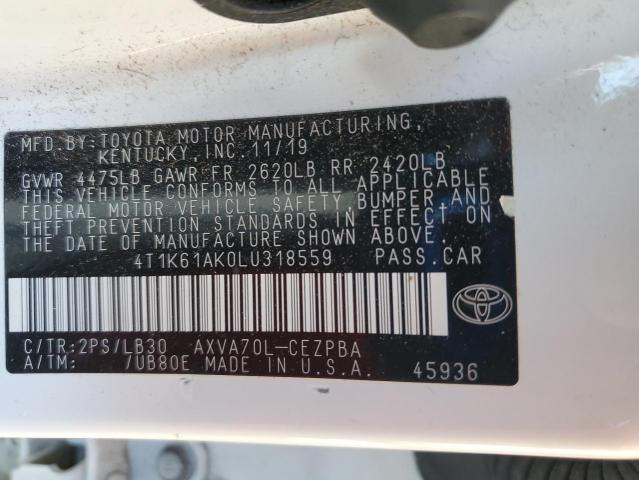 MFD.BY:TOYOTA MOTOR MANUFACTURING,
KENTUCKY, INC. 11/19
GVWR 4475LB GAWR FR 2620LB RR 2420LB
THIS VEHICLE CONFORMS TO ALL APPLICABLE
FEDERAL MOTOR VEHICLE SAFETY,BUMPER AND
THEFT PREVENTION STANDARDS IN EFFECT ON
THE DATE OF MANUFACTURE SHOWN ABOVE.
4T1K61AK0LU318559 PASS.CAR
C/TR:2PS/LB30 AXVA70L-CEZPBA
A/TM: /UB80E MADE IN U.S.A. 45936